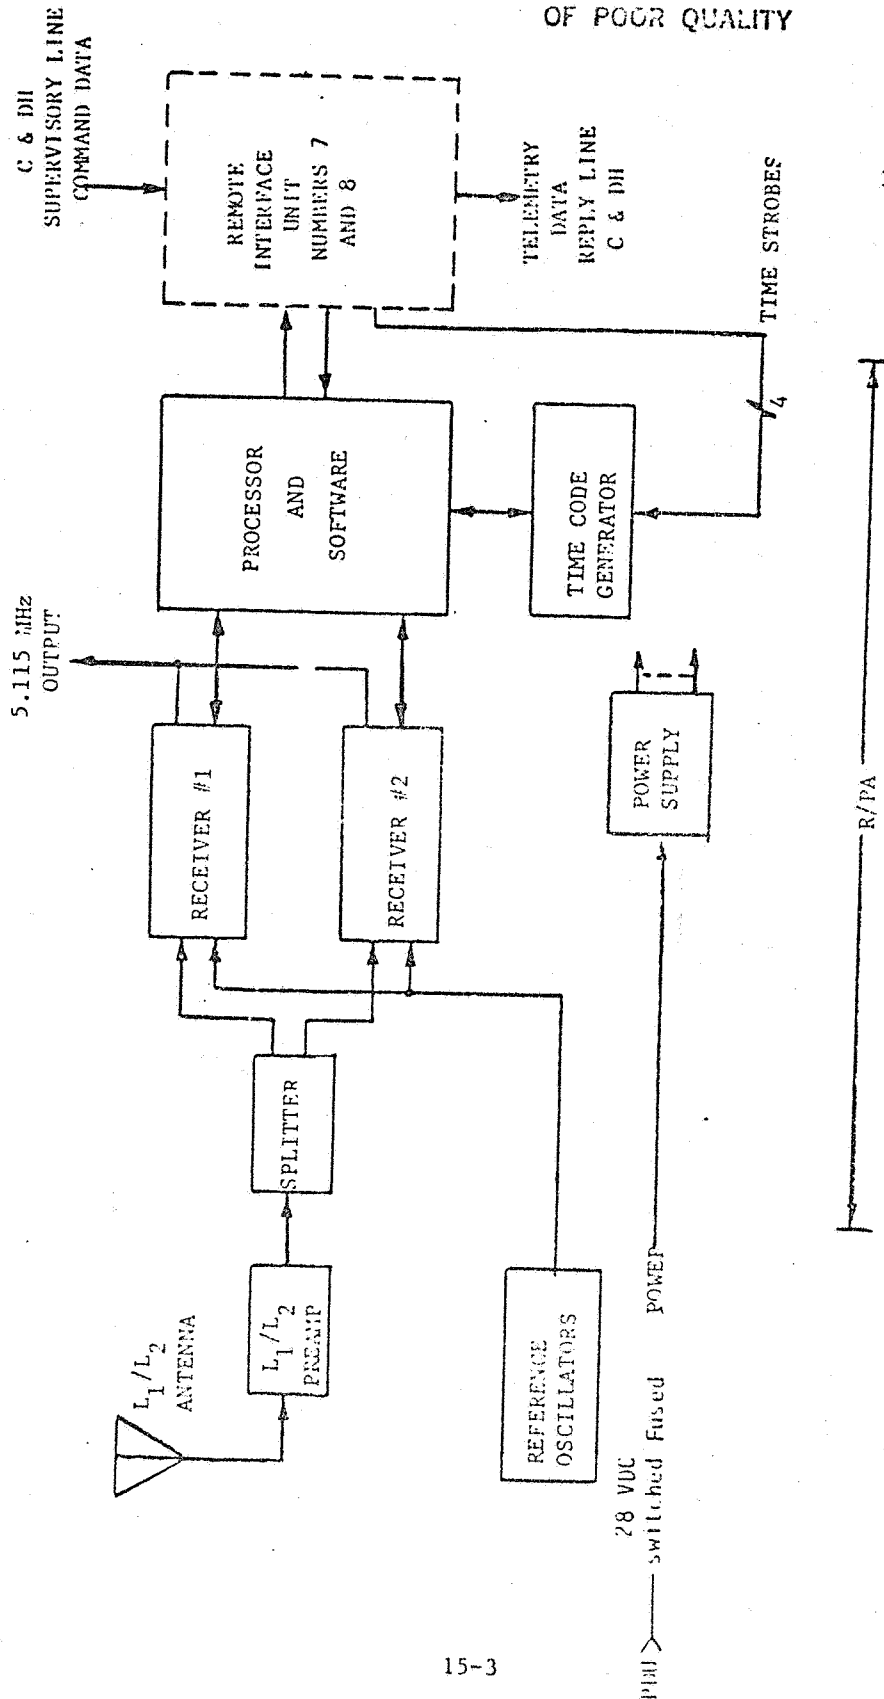 OF POOR QUALITY
C & DH
SUPERVISORY LINE
COMMAND DATA
REMOTE
INTERFACE
UNIT
NUMBERS 7
AND 8
TELEMETRY
DATA
REPLY LINE
C & DH
TIME STROBES
4
5.115 MHz
OUTPUT
PROCESSOR
AND
SOFTWARE
TIME CODE
GENERATOR
RECEIVER #1
RECEIVER #2
POWER
SUPPLY
R/PA
SPLITTER
L1/L2
ANTENNA
L1/L2
PREAMP
REFERENCE
OSCILLATORS
28 VDC
switched Fused POWER
PDU
15-3